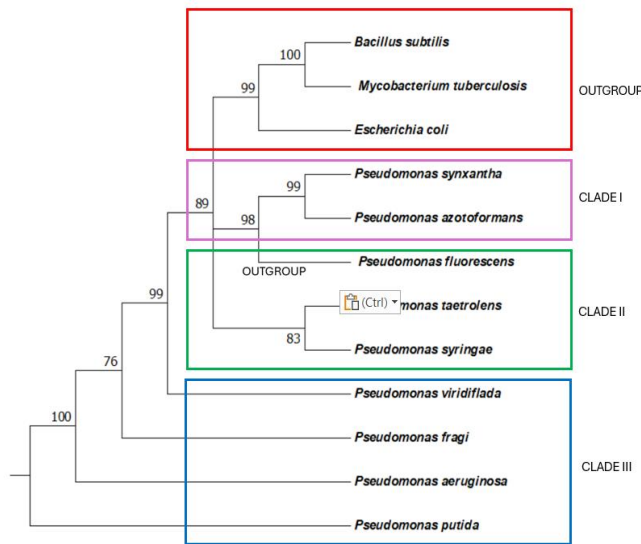 Bacillus subtilis
100
Mycobacterium tuberculosis
99
OUTGROUP
Escherichia coli
Pseudomonas synxantha
99
CLADE I
89
Pseudomonas azotoformans
98
Pseudomonas fluorescens
OUTGROUP
99
(Ctrl) monas taetrolens
CLADE II
83
Pseudomonas syringae
76
Pseudomonas viridiflada
100
Pseudomonas fragi
CLADE III
Pseudomonas aeruginosa
Pseudomonas putida